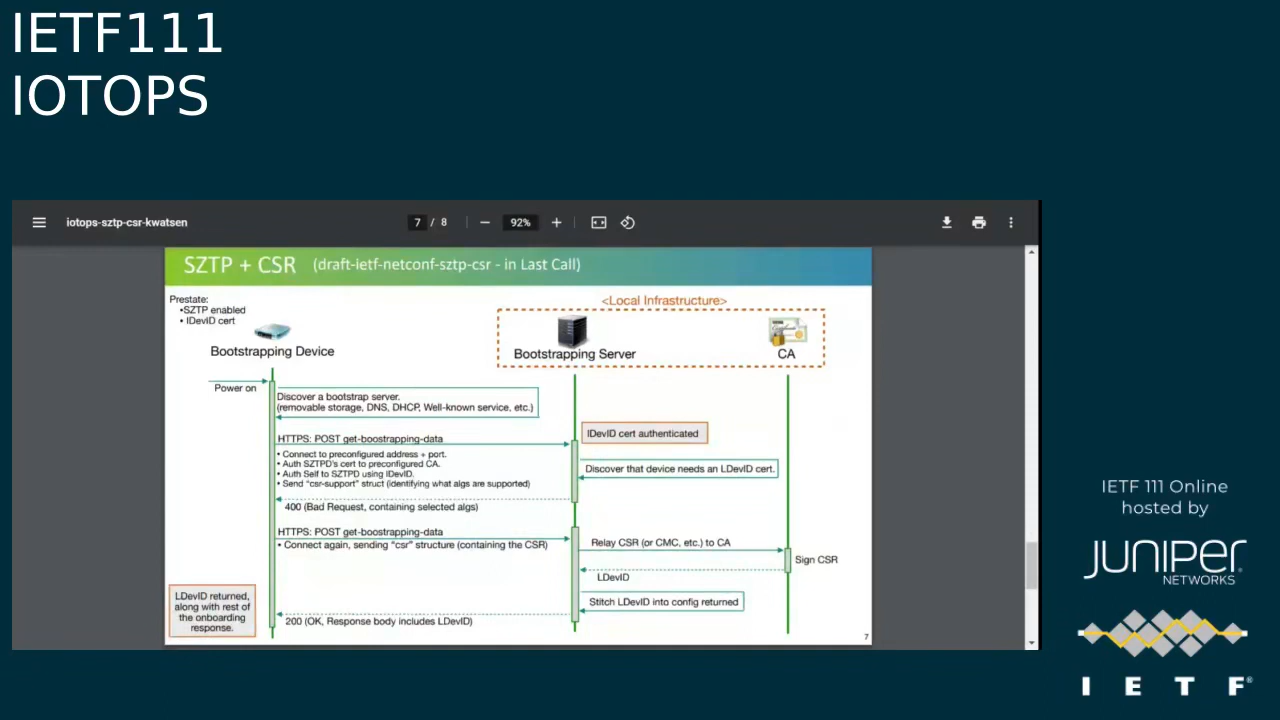 IETF111
IOTOPS
iotops-sztp-csr-kwatsen
7 / 8
92%
SZTP + CSR (draft-ietf-netconf-sztp-csr - in Last Call)
Prestate:
•SZTP enabled
• IDevID cert
<Local Infrastructure>
Bootstrapping Device
Bootstrapping Server
CA
Power on
Discover a bootstrap server.
(removable storage, DNS, DHCP, Well-known service, etc.)
HTTPS: POST get-boostrapping-data
IDevID cert authenticated
• Connect to preconfigured address + port.
• Auth SZTPD's cert to preconfigured CA.
• Auth Self to SZTPD using IDevID.
• Send "csr-support" struct (identifying what algs are supported)
Discover that device needs an LDevID cert.
400 (Bad Request, containing selected algs)
HTTPS: POST get-boostrapping-data
• Connect again, sending "csr" structure (containing the CSR)
Relay CSR (or CMC, etc.) to CA
Sign CSR
LDevID
Stitch LDevID into config returned
LDevID returned,
along with rest of
the onboarding
response.
200 (OK, Response body includes LDevID)
7
IETF 111 Online
hosted by
JUNIPER
NETWORKS
I E T F®